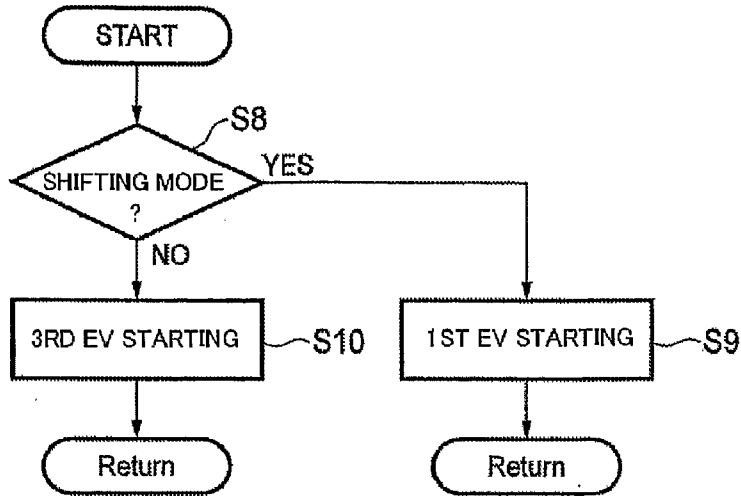 START
S8
SHIFTING MODE
?
YES
NO
3RD EV STARTING
S10
1ST EV STARTING
S9
Return
Return